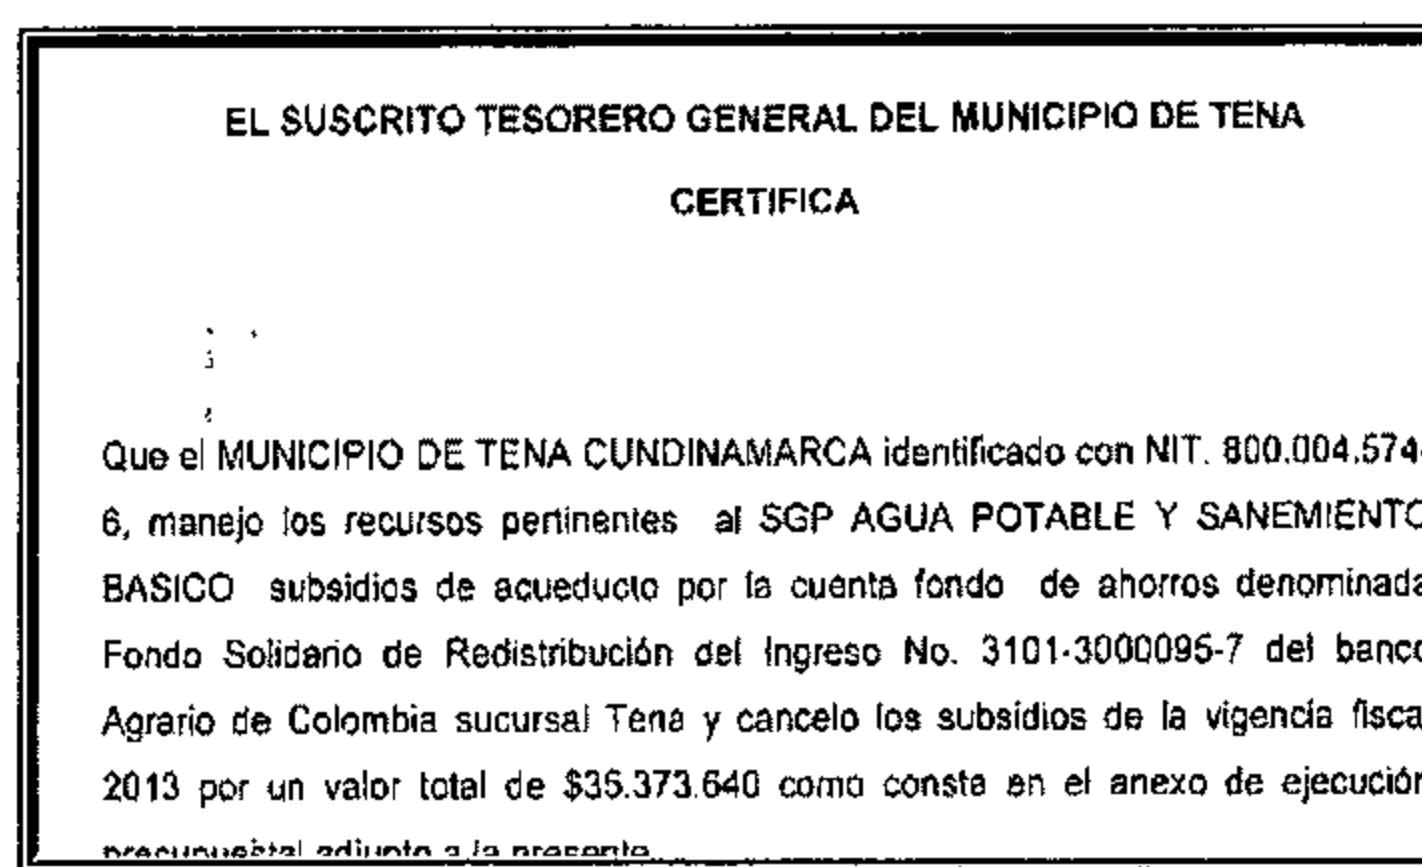 EL SUSCRITO TESORERO GENERAL DEL MUNICIPIO DE TENA
CERTIFICA
Que el MUNICIPIO DE TENA CUNDINAMARCA identificado con NIT. 800.004.574-
6, manejo los recursos pertinentes al SGP AGUA POTABLE Y SANEMIENTO
BASICO subsidios de acueducto por la cuenta fondo de ahorros denominada
Fondo Solidario de Redistribución del Ingreso No. 3101-3000095-7 del banco
Agrario de Colombia sucursal Tena y cancelo los subsidios de la vigencia fiscal
2013 por un valor total de $35.373.640 como consta en el anexo de ejecución
presupuestal adjunto a la presente.